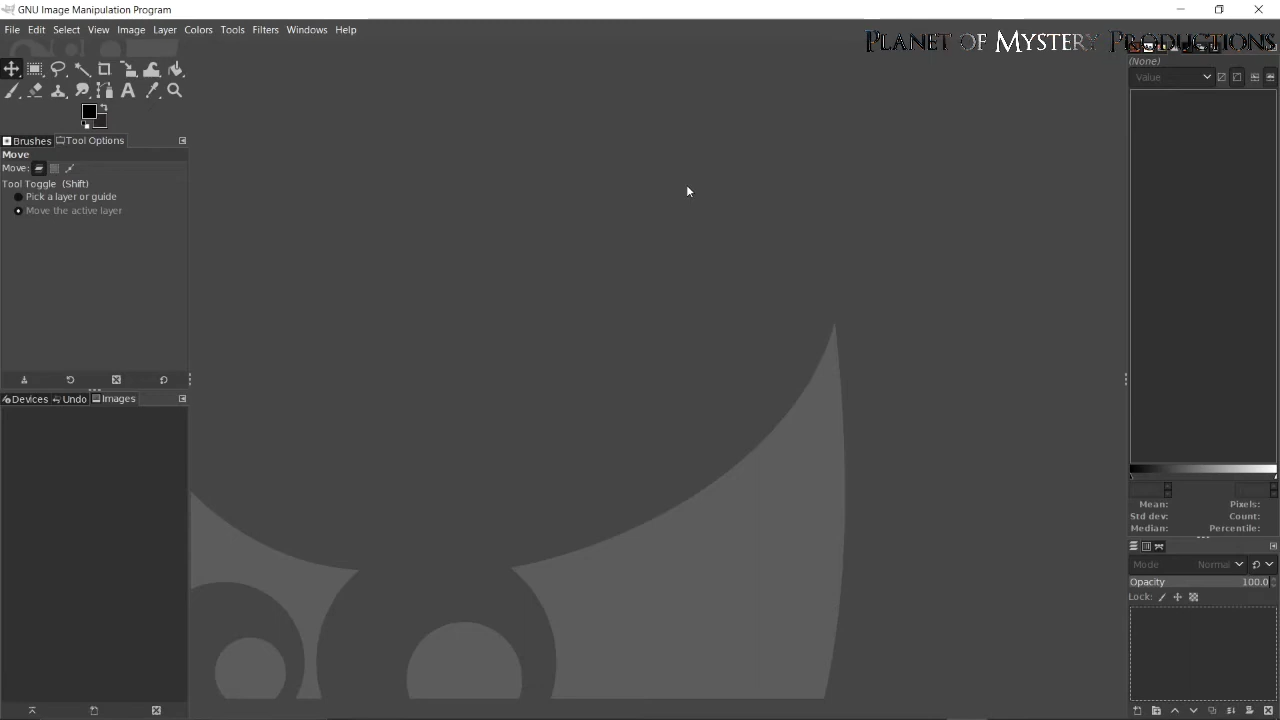 GNU Image Manipulation Program
File Edit Select View Image Layer Colors Tools Filters Windows Help
PLANET OF MYSTERY PRODUCTIONS
(None)
Value
Brushes Tool Options
Move
Move:
Tool Toggle (Shift)
Pick a layer or guide
Move the active layer
Devices Undo Images
Mean: Pixels:
Std dev: Count:
Median: Percentile:
Mode Normal
Opacity 100.0
Lock: